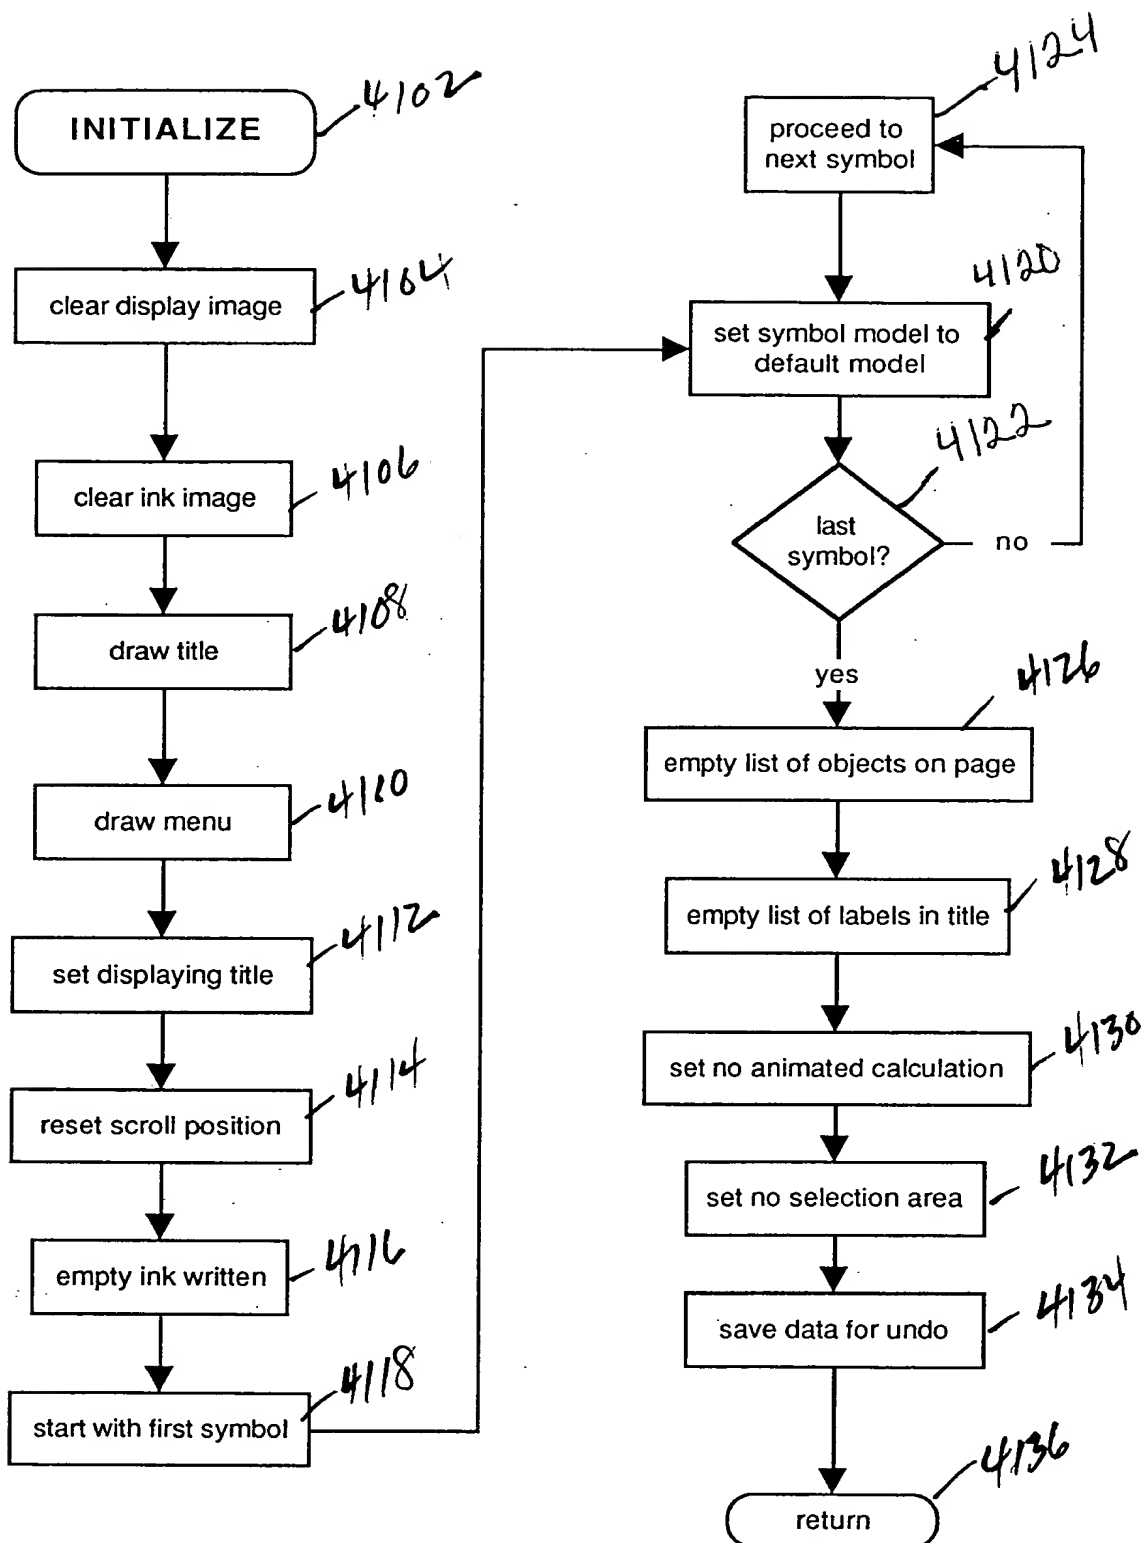 INITIALIZE
4102
clear display image
4104
clear ink image
4106
draw title
4108
draw menu
4110
set displaying title
4112
reset scroll position
4114
empty ink written
4116
start with first symbol
4118
4124
proceed to
next symbol
4120
set symbol model to
default model
4122
last
symbol?
no
yes
4126
empty list of objects on page
4128
empty list of labels in title
4130
set no animated calculation
4132
set no selection area
4134
save data for undo
4136
return